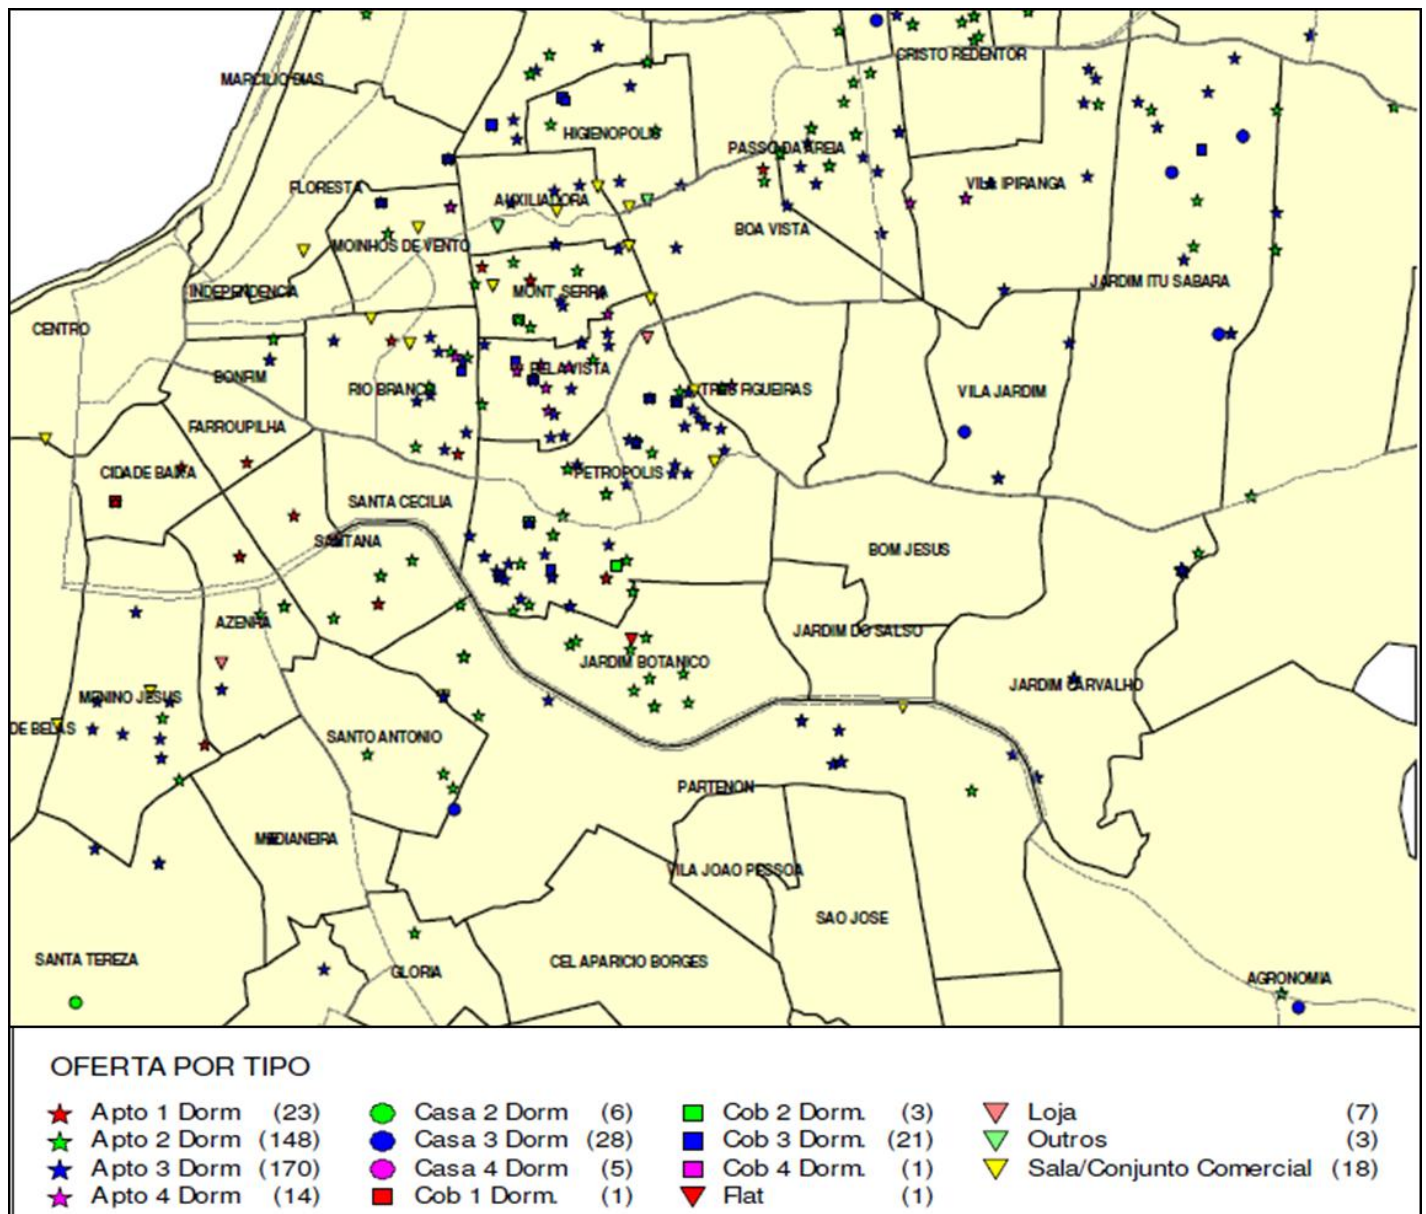 CRISTO REDENTOR
MARCILIO DIAS
HIGIENOPOLIS
PASSO DA AREIA
FLORESTA
AUXILIADORA
VILA IPIRANGA
BOA VISTA
MOINHOS DE VENTO
JARDIM ITU SABARA
INDEPENDENCIA
MONT SERRA
CENTRO
BONFIM
BELA VISTA
RIO BRANCO
TRES FIGUEIRAS
VILA JARDIM
FARROUPILHA
CIDADE BAIXA
PETROPOLIS
SANTA CECILIA
SANTANA
BOM JESUS
AZENHA
JARDIM DO SALSO
JARDIM BOTANICO
JARDIM CARVALHO
MENINO JESUS
DE BELAS
SANTO ANTONIO
PARTENON
MEDIANEIRA
VILA JOAO PESSOA
SAO JOSE
SANTA TEREZA
CEL APARICIO BORGES
GLORIA
AGRONOMIA
OFERTA POR TIPO
Apto 1 Dorm (23) Casa 2 Dorm (6) Cob 2 Dorm. (3) Loja (7)
Apto 2 Dorm (148) Casa 3 Dorm (28) Cob 3 Dorm. (21) Outros (3)
Apto 3 Dorm (170) Casa 4 Dorm (5) Cob 4 Dorm. (1) Sala/Conjunto Comercial (18)
Apto 4 Dorm (14) Cob 1 Dorm. (1) Flat (1)